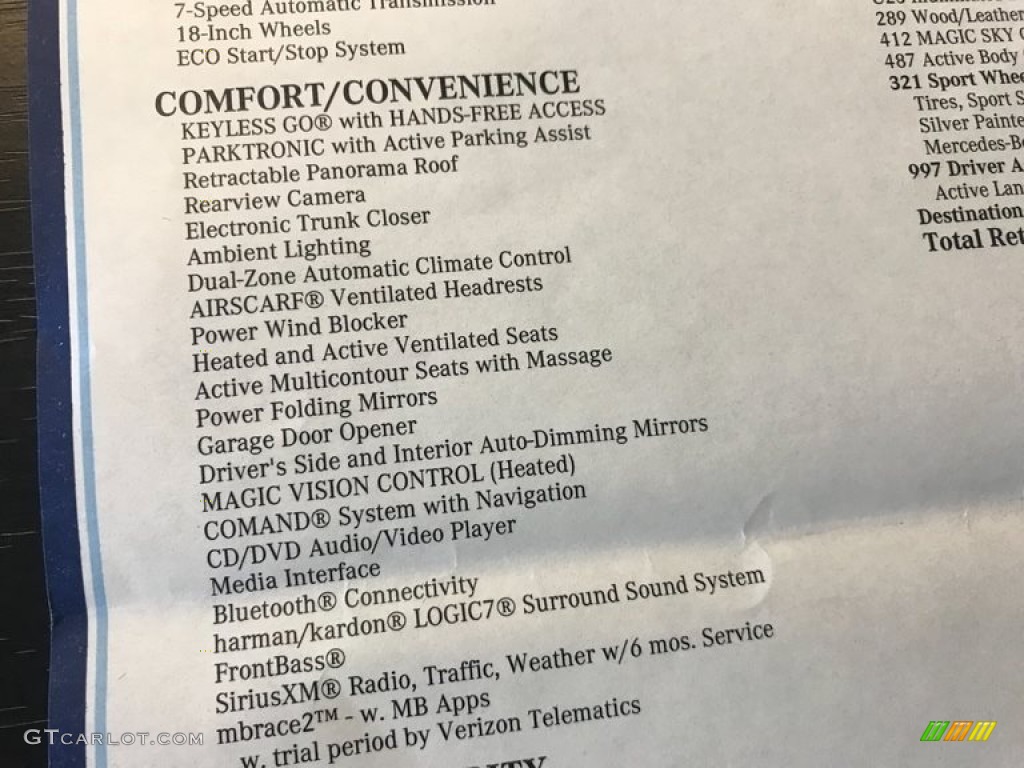 7-Speed Automatic Transmission
18-Inch Wheels
ECO Start/Stop System
COMFORT/CONVENIENCE
KEYLESS GO® with HANDS-FREE ACCESS
PARKTRONIC with Active Parking Assist
Retractable Panorama Roof
Rearview Camera
Electronic Trunk Closer
Ambient Lighting
Dual-Zone Automatic Climate Control
AIRSCARF® Ventilated Headrests
Power Wind Blocker
Heated and Active Ventilated Seats
Active Multicontour Seats with Massage
Power Folding Mirrors
Garage Door Opener
Driver's Side and Interior Auto-Dimming Mirrors
MAGIC VISION CONTROL (Heated)
COMAND® System with Navigation
CD/DVD Audio/Video Player
Media Interface
Bluetooth® Connectivity
harman/kardon® LOGIC7® Surround Sound System
FrontBass®
SiriusXM® Radio, Traffic, Weather w/6 mos. Service
mbrace2™ - w. MB Apps
w. trial period by Verizon Telematics
289 Wood/Leather
412 MAGIC SKY
487 Active Body
321 Sport Whee
Tires, Sport S
Silver Painte
Mercedes-Be
997 Driver A
Active Lan
Destination
Total Ret
GTcarlot.com